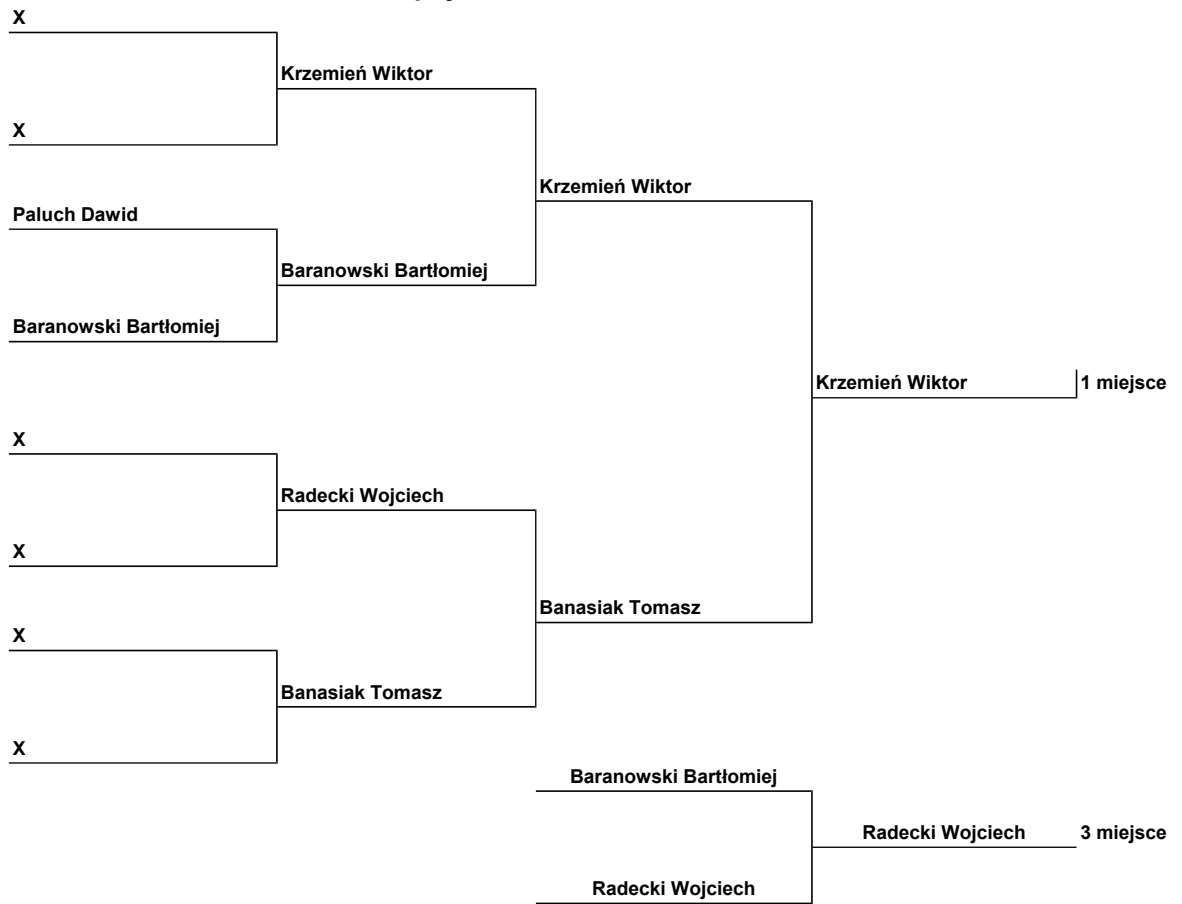 X
Krzemień Wiktor
X
Krzemień Wiktor
Paluch Dawid
Baranowski Bartłomiej
Baranowski Bartłomiej
Krzemień Wiktor 1 miejsce
X
Radecki Wojciech
X
Banasiak Tomasz
X
Banasiak Tomasz
X
Baranowski Bartłomiej
Radecki Wojciech 3 miejsce
Radecki Wojciech